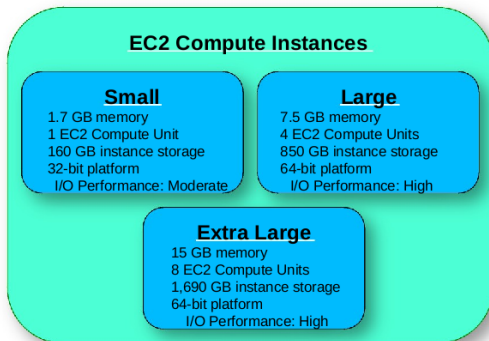 EC2 Compute Instances
Small
1.7 GB memory
1 EC2 Compute Unit
160 GB instance storage
32-bit platform
I/O Performance: Moderate
Large
7.5 GB memory
4 EC2 Compute Units
850 GB instance storage
64-bit platform
I/O Performance: High
Extra Large
15 GB memory
8 EC2 Compute Units
1,690 GB instance storage
64-bit platform
I/O Performance: High